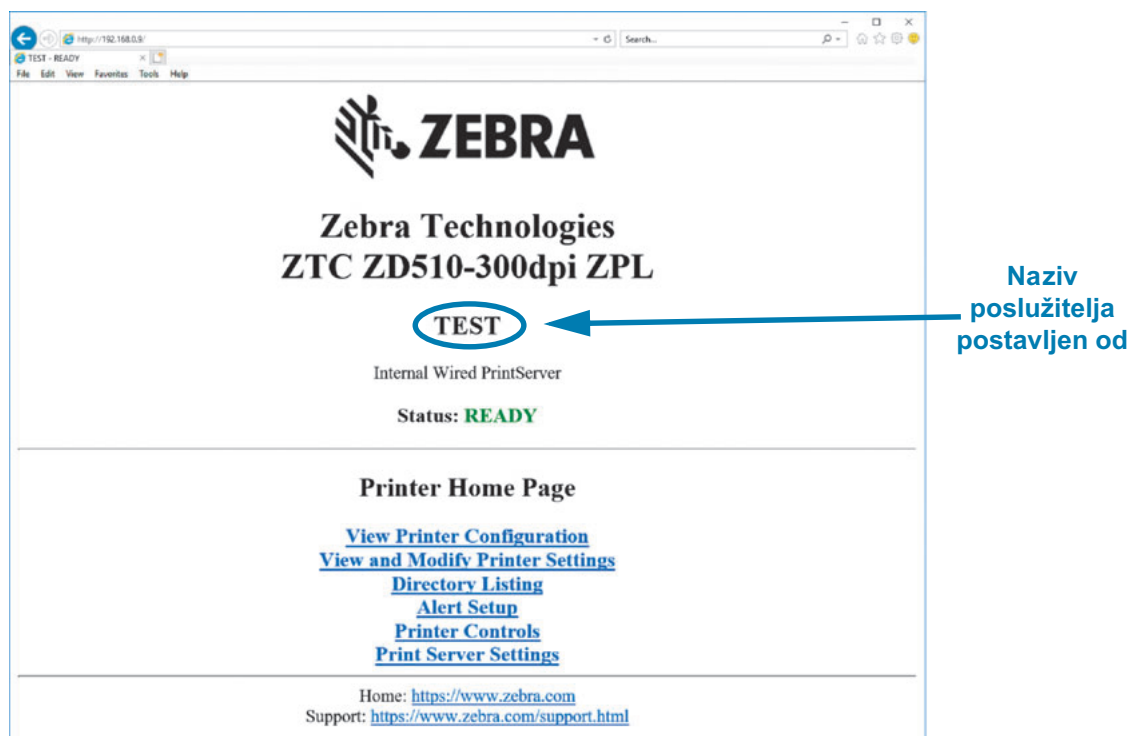 http://192.168.0.9/
Search...
TEST - READY
File Edit View Favorites Tools Help
ZEBRA
Zebra Technologies
ZTC ZD510-300dpi ZPL
TEST
Naziv
poslužitelja
postavljen od
Internal Wired PrintServer
Status: READY
Printer Home Page
View Printer Configuration
View and Modify Printer Settings
Directory Listing
Alert Setup
Printer Controls
Print Server Settings
Home: https://www.zebra.com
Support: https://www.zebra.com/support.html